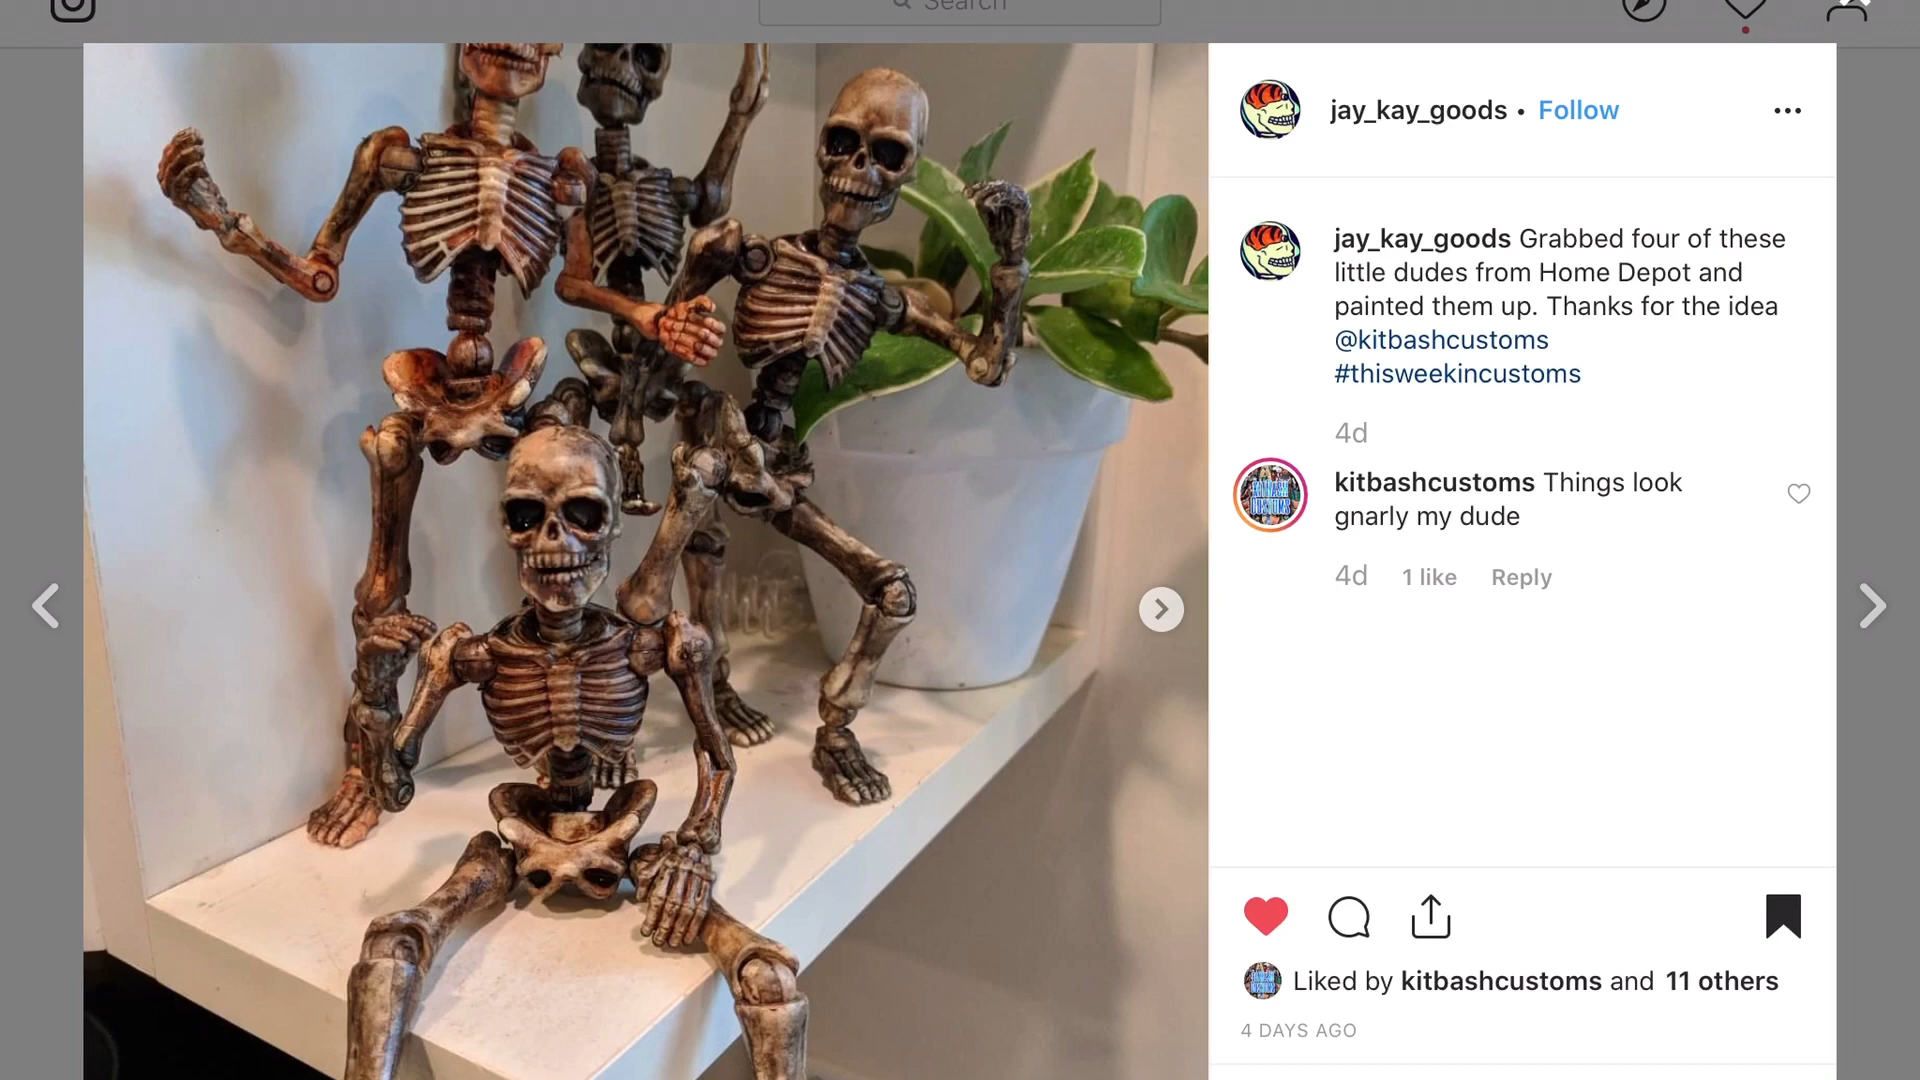 Search
jay_kay_goods • Follow
jay_kay_goods Grabbed four of these
little dudes from Home Depot and
painted them up. Thanks for the idea
@kitbashcustoms
#thisweekincustoms
4d
kitbashcustoms Things look
gnarly my dude
4d 1 like Reply
Liked by kitbashcustoms and 11 others
4 DAYS AGO